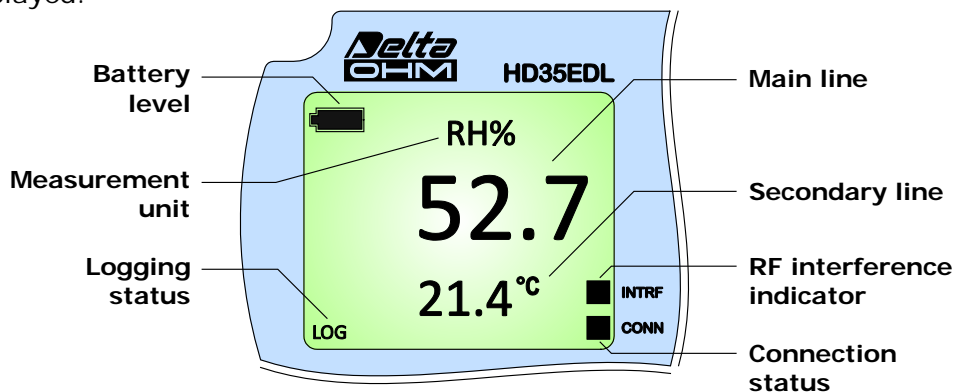 played:
Delta
OHM
HD35EDL
Battery
level
Main line
RH%
52.7
Measurement
unit
Secondary line
21.4 °C
Logging
status
LOG
RF interference
indicator
INTRF
CONN
Connection
status